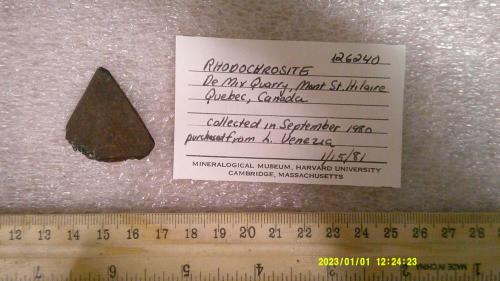 126240
RHODOCHROSITE
De Mix Quarry, Mont St. Hilaire
Quebec, Canada
collected in September 1980
purchased from L. Venezia
1/15/81
MINERALOGICAL MUSEUM, HARVARD UNIVERSITY
CAMBRIDGE, MASSACHUSETTS
12 13 14 15 16 17 18 19 20 21 22 23 24 25 26 27 28
2023/01/01 12:24:23